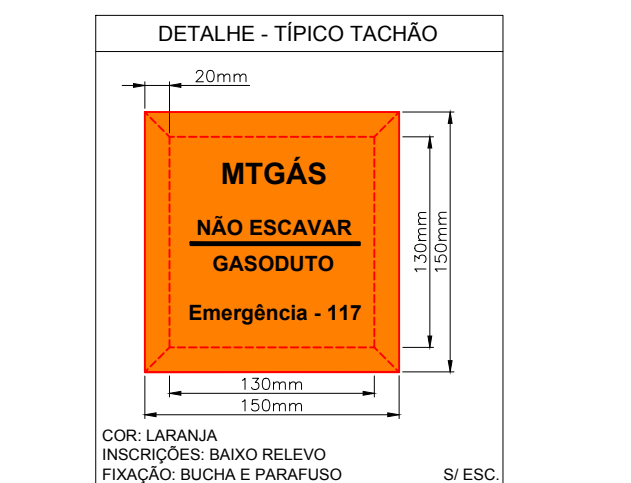 DETALHE - TÍPICO TACHÃO
20mm
MTGÁS
NÃO ESCAVAR
GASODUTO
Emergência - 117
130mm
150mm
130mm
150mm
COR: LARANJA
INSCRIÇÕES: BAIXO RELEVO
FIXAÇÃO: BUCHA E PARAFUSO S/ ESC.